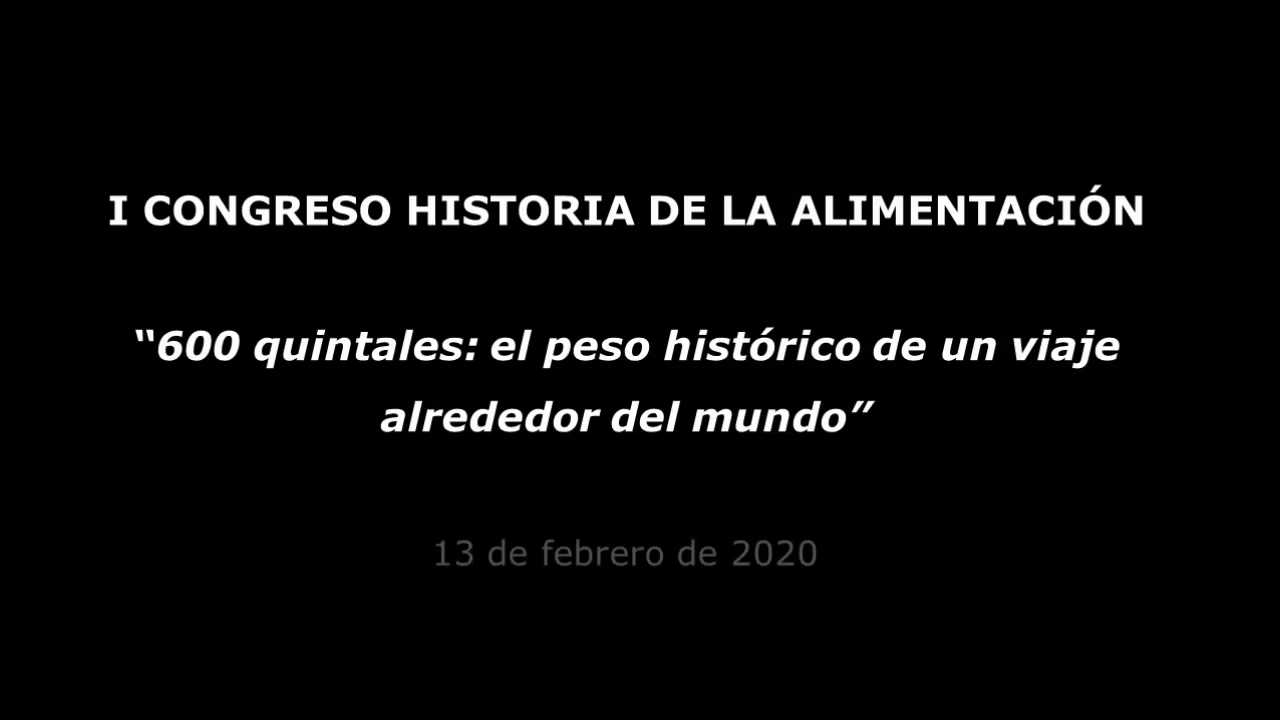 I CONGRESO HISTORIA DE LA ALIMENTACIÓN
“600 quintales: el peso histórico de un viaje
alrededor del mundo”
13 de febrero de 2020